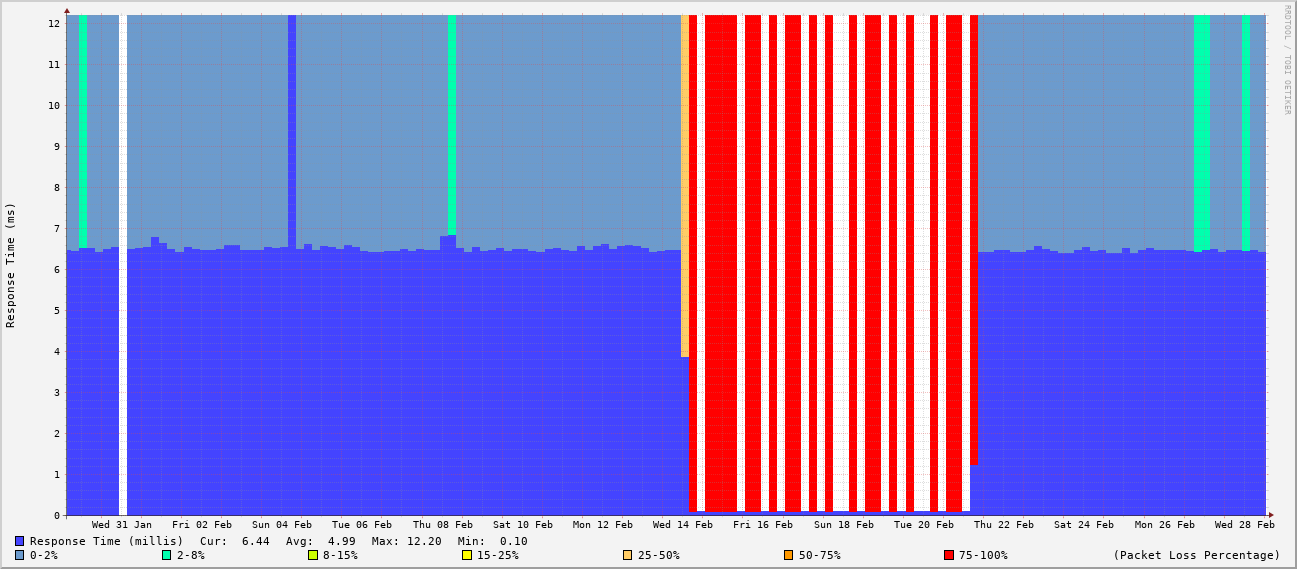 RRDTOOL / TOBI OETIKER
Response Time (ms)
12
11
10
9
8
7
6
5
4
3
2
1
0
Wed 31 Jan Fri 02 Feb Sun 04 Feb Tue 06 Feb Thu 08 Feb Sat 10 Feb Mon 12 Feb Wed 14 Feb Fri 16 Feb Sun 18 Feb Tue 20 Feb Thu 22 Feb Sat 24 Feb Mon 26 Feb Wed 28 Feb
Response Time (millis) Cur: 6.44 Avg: 4.99 Max: 12.20 Min: 0.10
0-2% 2-8% 8-15% 15-25% 25-50% 50-75% 75-100% (Packet Loss Percentage)